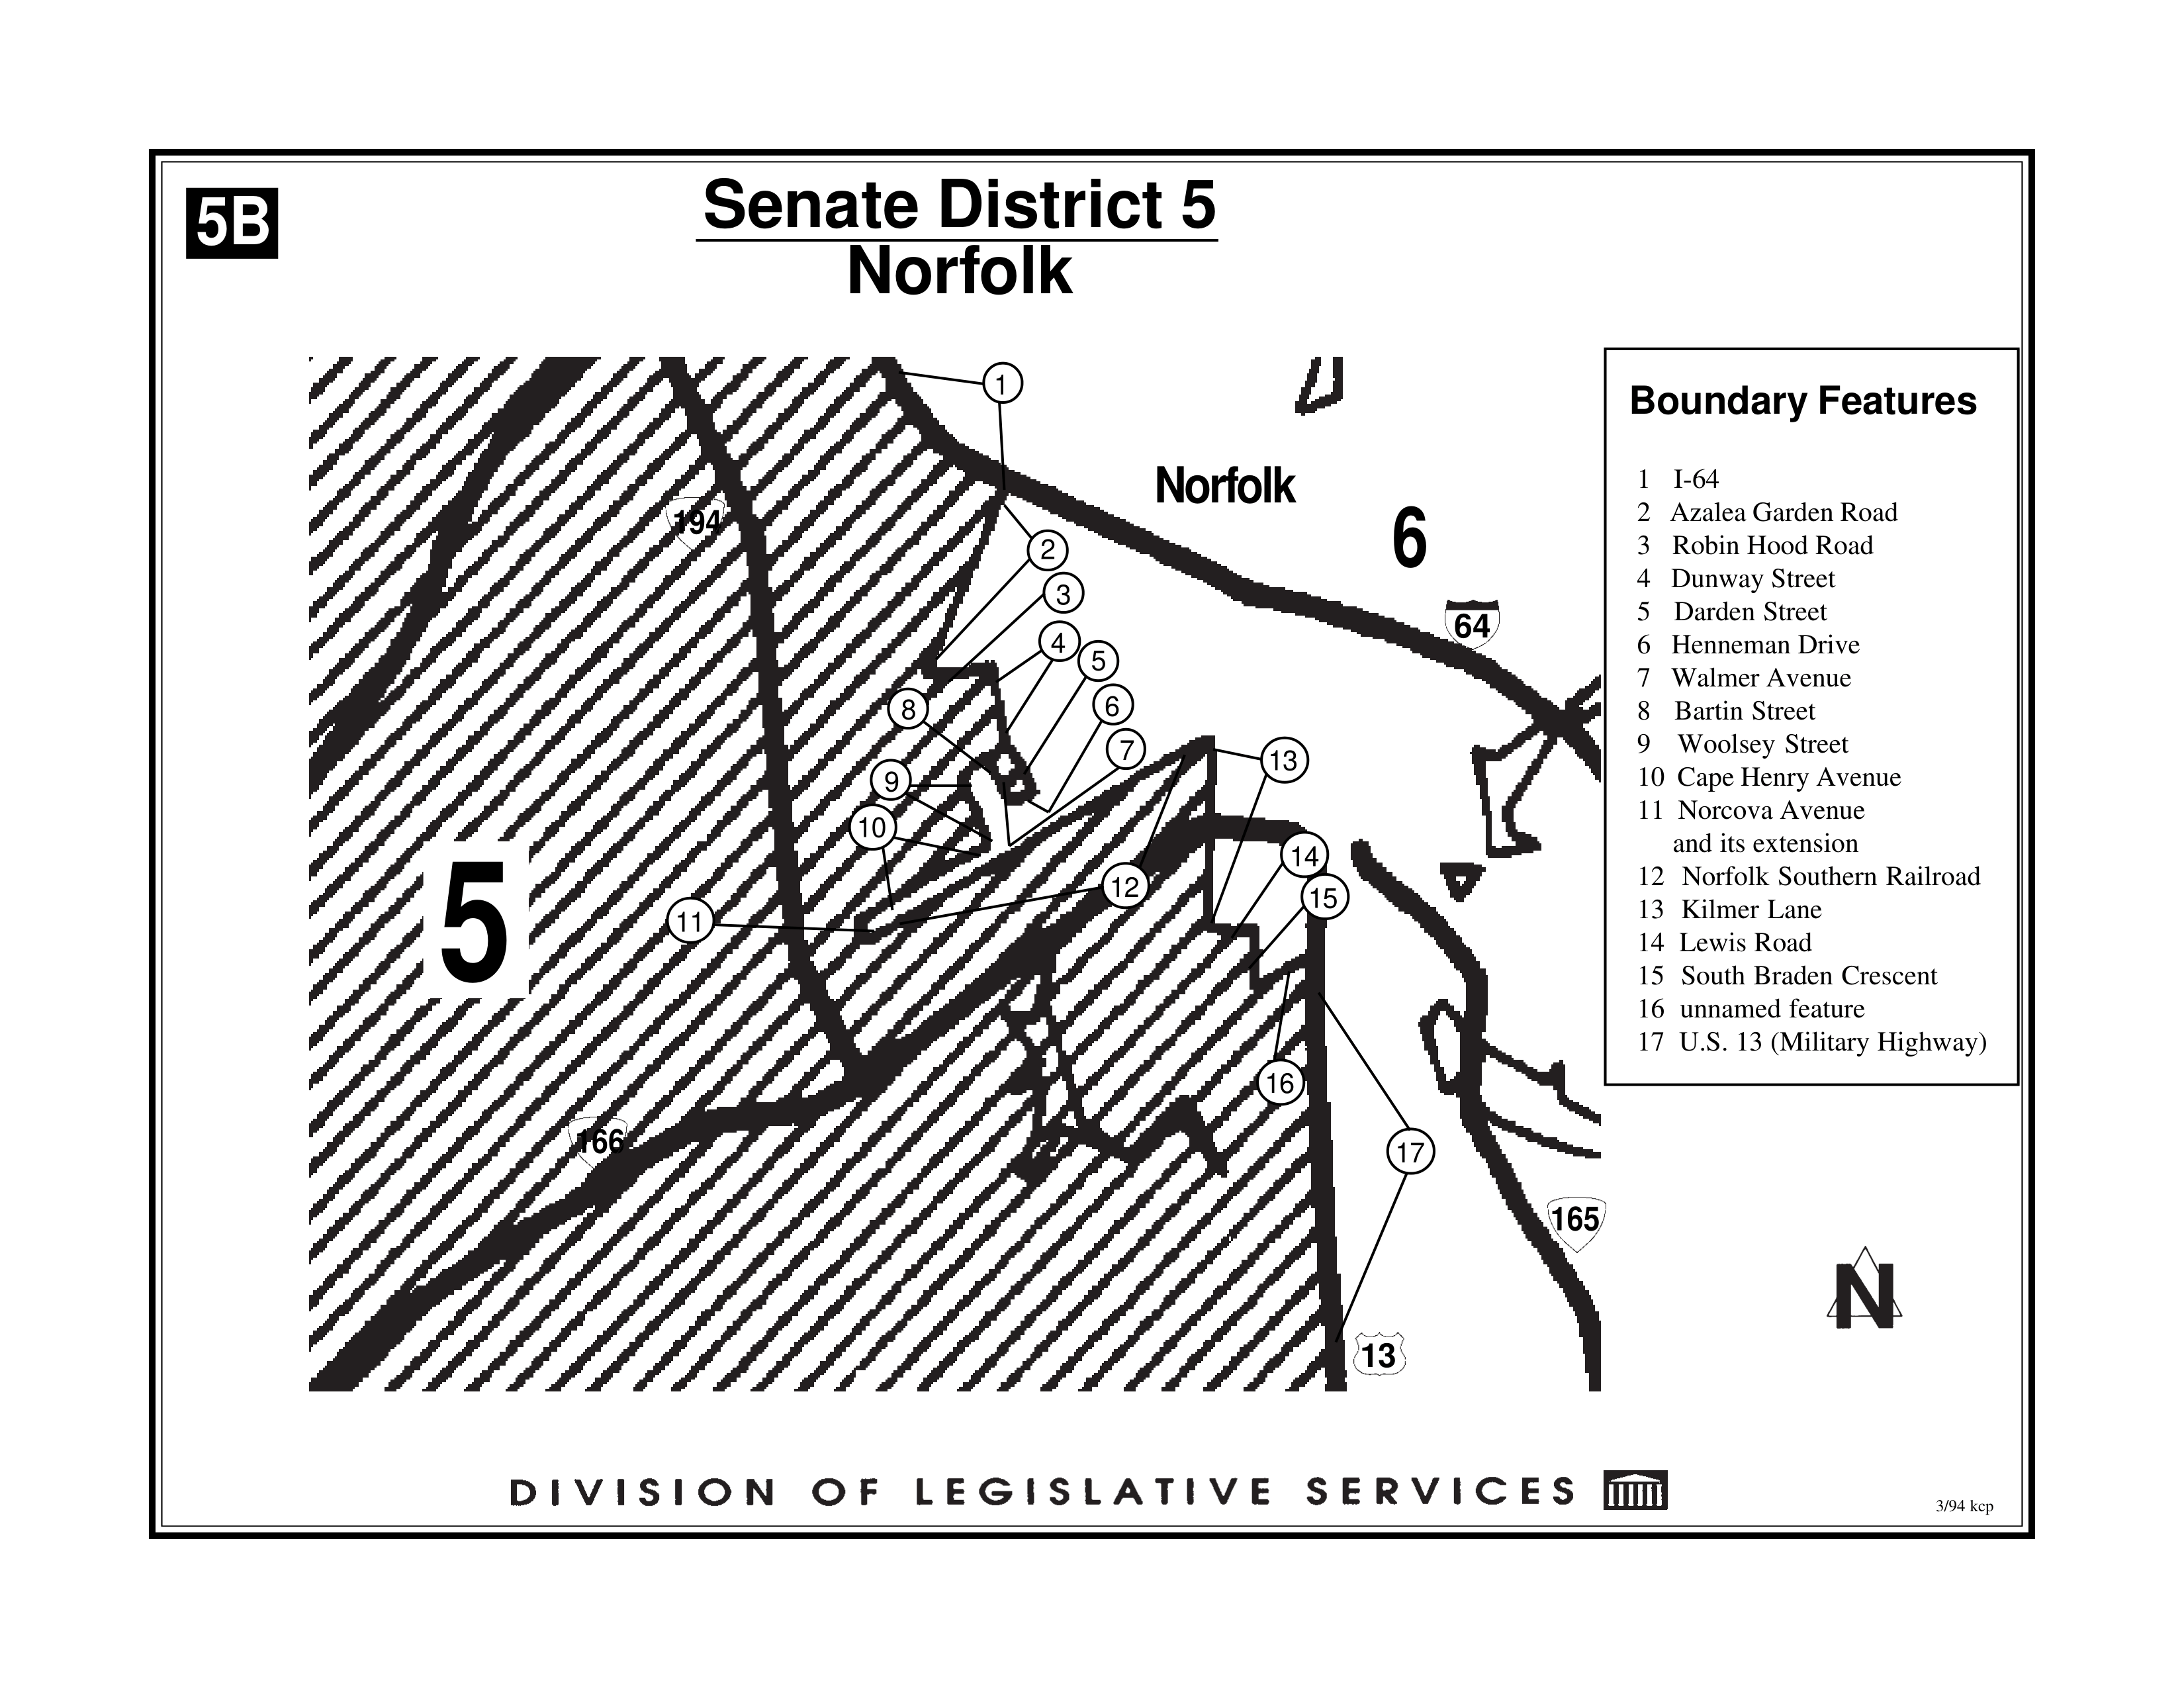 5B
Senate District 5
Norfolk
1
Norfolk
6
194
2
3
64
4
5
8
6
7
13
9
10
14
5
12
15
11
16
166
17
165
13
Boundary Features
1 I-64
2 Azalea Garden Road
3 Robin Hood Road
4 Dunway Street
5 Darden Street
6 Henneman Drive
7 Walmer Avenue
8 Bartin Street
9 Woolsey Street
10 Cape Henry Avenue
11 Norcova Avenue
and its extension
12 Norfolk Southern Railroad
13 Kilmer Lane
14 Lewis Road
15 South Braden Crescent
16 unnamed feature
17 U.S. 13 (Military Highway)
N
DIVISION OF LEGISLATIVE SERVICES
3/94 kcp